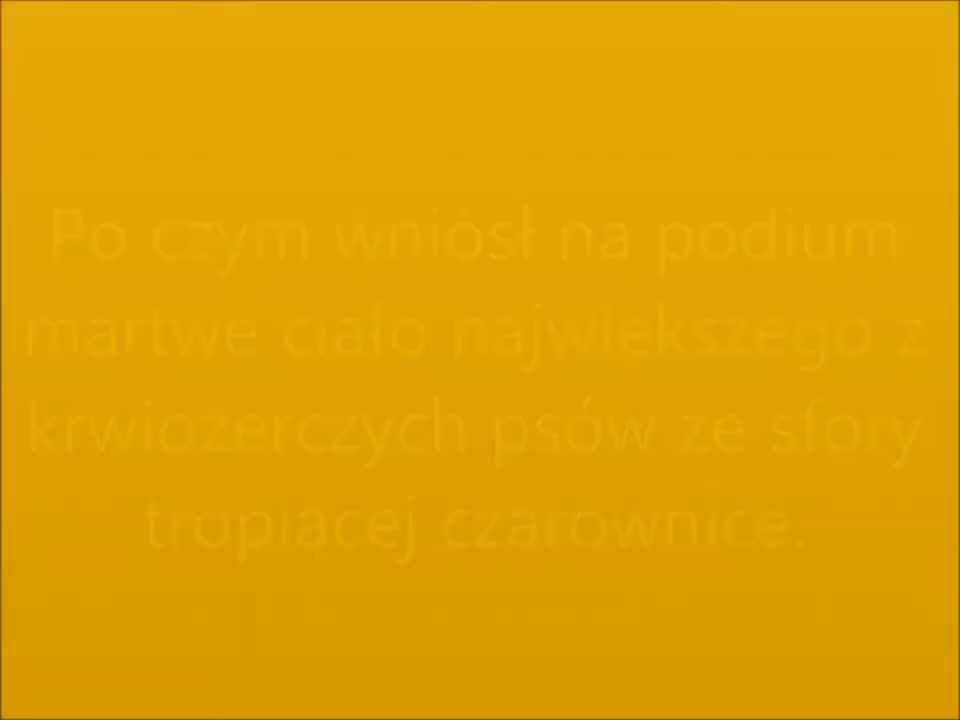 Po czym wniósł na podium
martwe ciało największego z
krwiożerczych psów ze sfory
tropiącej czarownice.